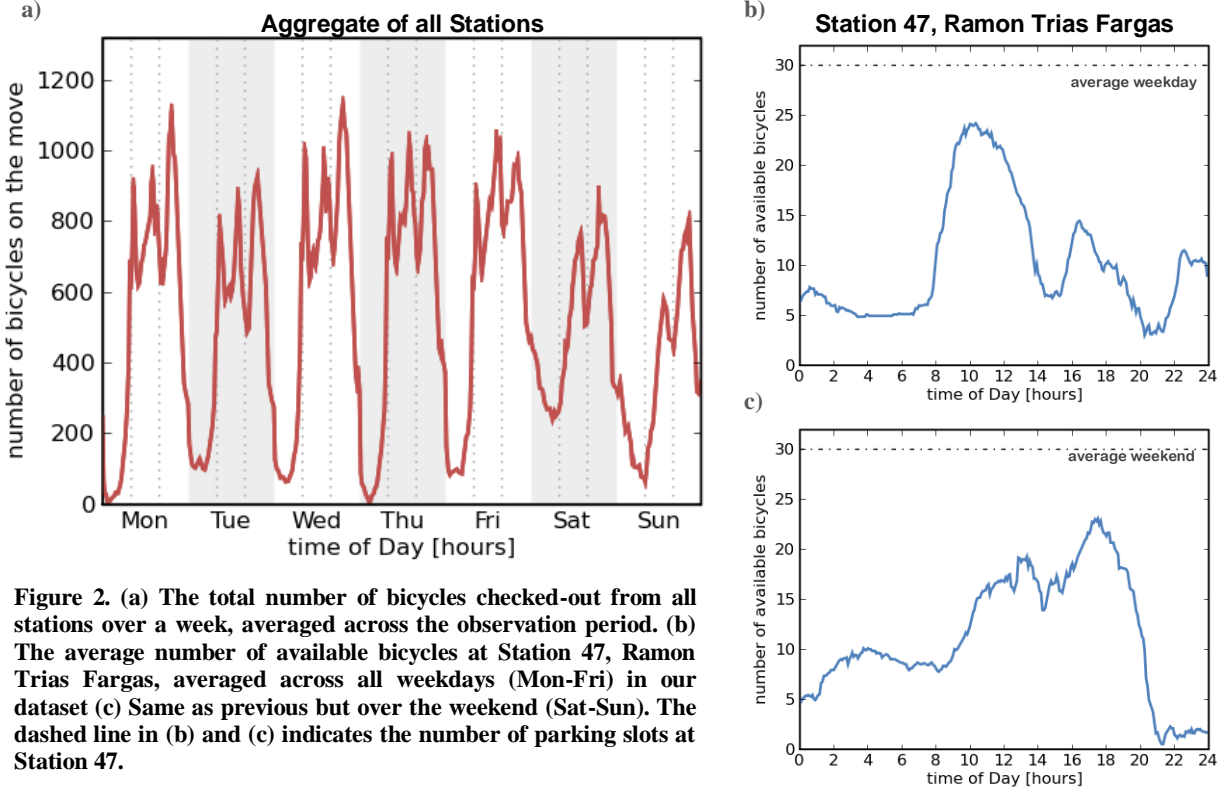 a)
Aggregate of all Stations
number of bicycles on the move
1200
1000
800
600
400
200
0
Mon Tue Wed Thu Fri Sat Sun
time of Day [hours]
Figure 2. (a) The total number of bicycles checked-out from all
stations over a week, averaged across the observation period. (b)
The average number of available bicycles at Station 47, Ramon
Trias Fargas, averaged across all weekdays (Mon-Fri) in our
dataset (c) Same as previous but over the weekend (Sat-Sun). The
dashed line in (b) and (c) indicates the number of parking slots at
Station 47.
b)
Station 47, Ramon Trias Fargas
number of available bicycles
30
25
20
15
10
5
0
average weekday
0 2 4 6 8 10 12 14 16 18 20 22 24
time of Day [hours]
c)
number of available bicycles
30
25
20
15
10
5
0
average weekend
0 2 4 6 8 10 12 14 16 18 20 22 24
time of Day [hours]